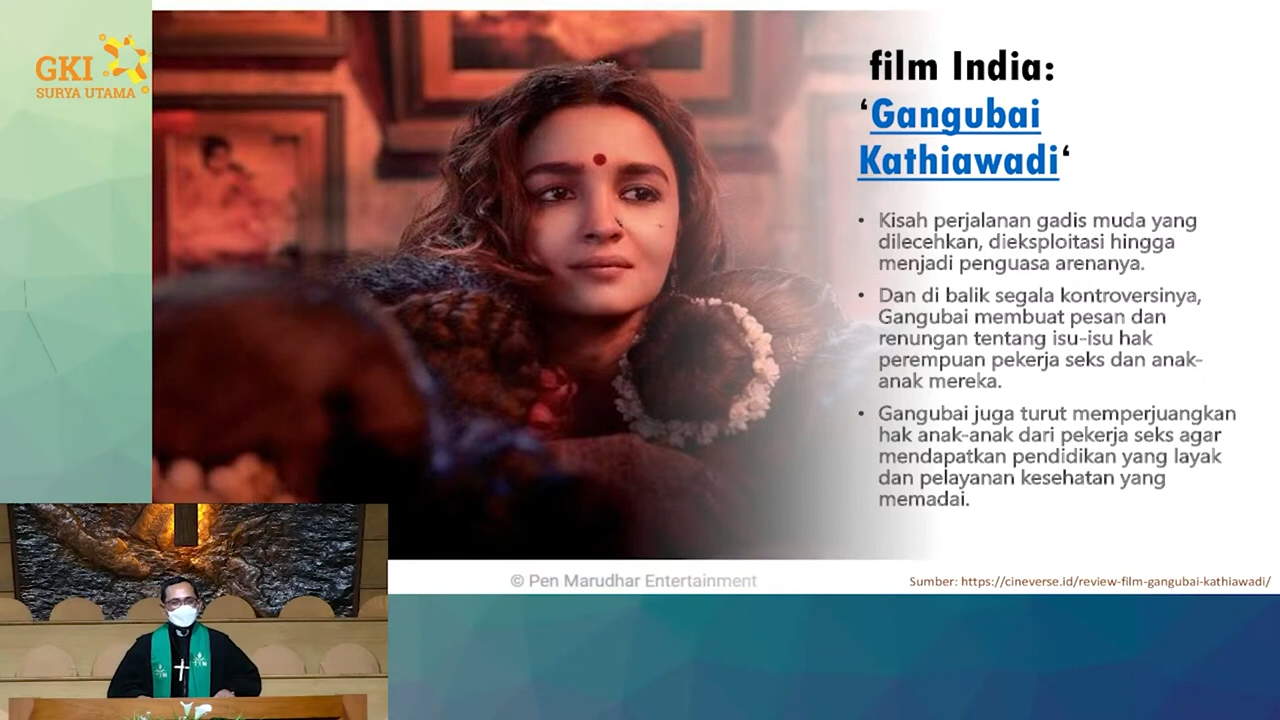 GKI
SURYA UTAMA
film India:
‘Gangubai
Kathiawadi‘
• Kisah perjalanan gadis muda yang
dilecehkan, dieksploitasi hingga
menjadi penguasa arenanya.
• Dan di balik segala kontroversinya,
Gangubai membuat pesan dan
renungan tentang isu-isu hak
perempuan pekerja seks dan anak-
anak mereka.
• Gangubai juga turut memperjuangkan
hak anak-anak dari pekerja seks agar
mendapatkan pendidikan yang layak
dan pelayanan kesehatan yang
memadai.
© Pen Marudhar Entertainment
Sumber: https://cineverse.id/review-film-gangubai-kathiawadi/